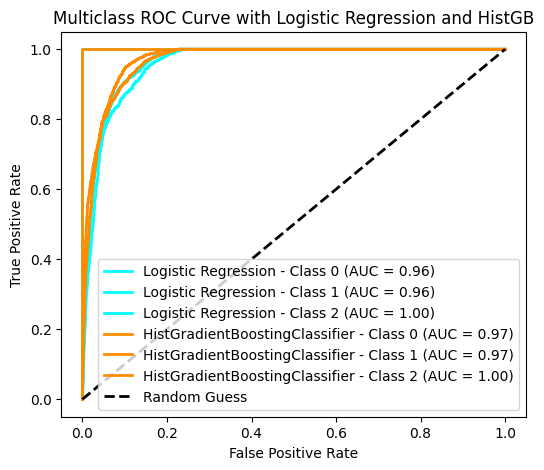 Multiclass ROC Curve with Logistic Regression and HistGB
True Positive Rate
1.0
0.8
0.6
0.4
0.2
0.0
Logistic Regression - Class 0 (AUC = 0.96)
Logistic Regression - Class 1 (AUC = 0.96)
Logistic Regression - Class 2 (AUC = 1.00)
HistGradientBoostingClassifier - Class 0 (AUC = 0.97)
HistGradientBoostingClassifier - Class 1 (AUC = 0.97)
HistGradientBoostingClassifier - Class 2 (AUC = 1.00)
Random Guess
0.0 0.2 0.4 0.6 0.8 1.0
False Positive Rate